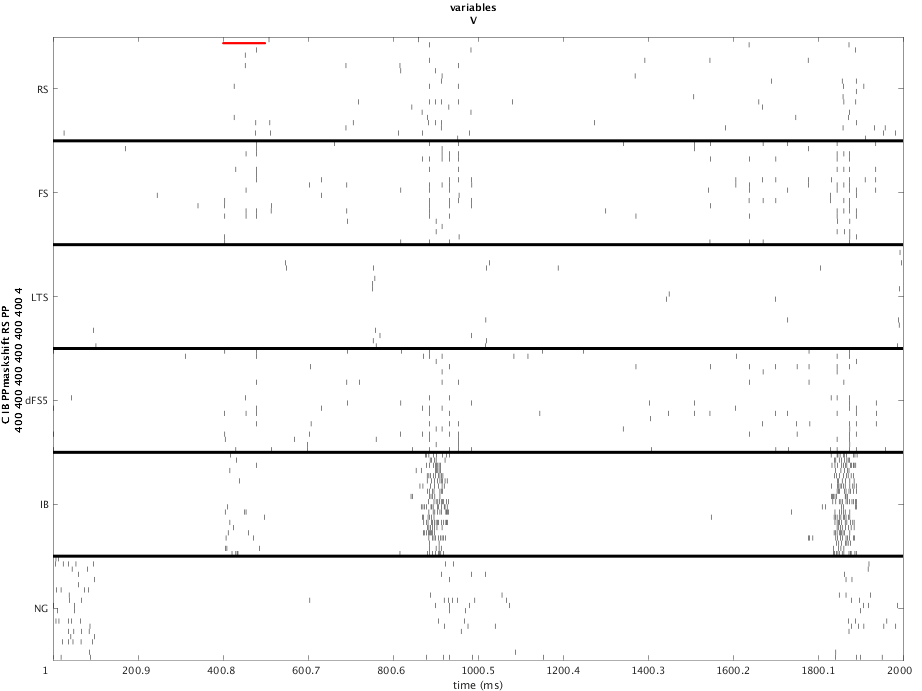 variables
V
RS
FS
LTS
dFS5
IB
NG
C IB PPmaskshift RS PP
400 400 400 400 400 400 4
1
200.9
400.8
600.7
800.6
1000.5
1200.4
1400.3
1600.2
1800.1
2000
time (ms)